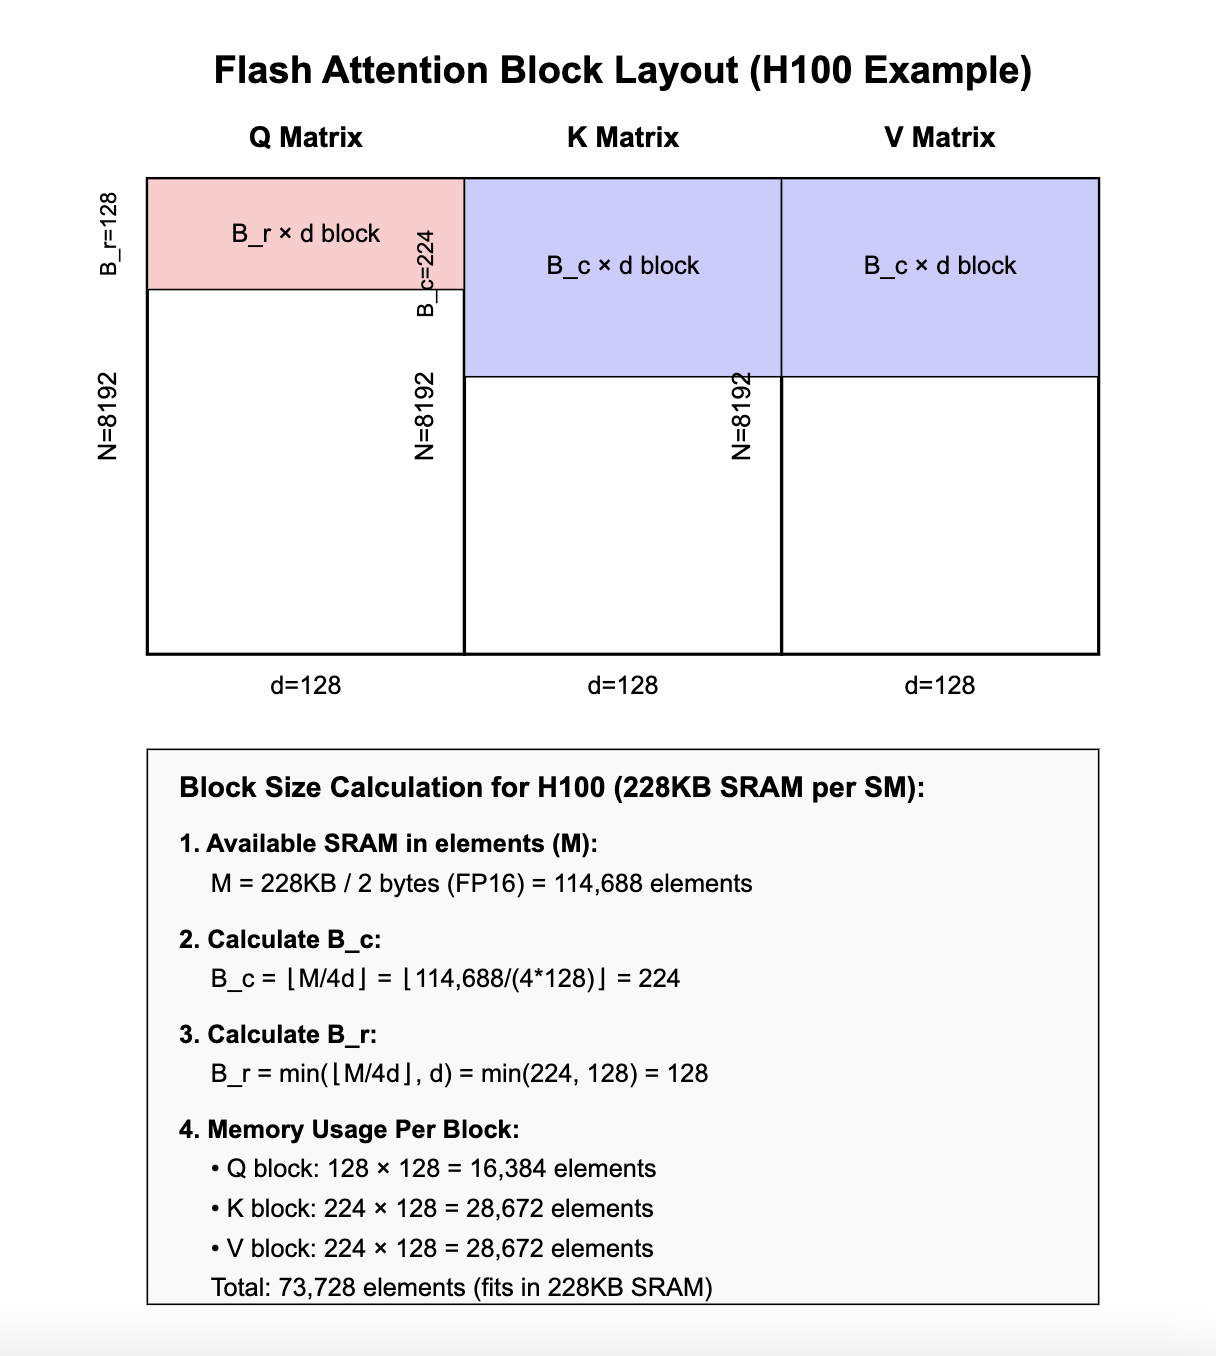 Flash Attention Block Layout (H100 Example)
Q Matrix
K Matrix
V Matrix
B_r=128
B_r × d block
B_c=224
B_c × d block
B_c × d block
N=8192
N=8192
N=8192
d=128
d=128
d=128
Block Size Calculation for H100 (228KB SRAM per SM):
1. Available SRAM in elements (M):
M = 228KB / 2 bytes (FP16) = 114,688 elements
2. Calculate B_c:
B_c = ⌊M/4d⌋ = ⌊114,688/(4*128)⌋ = 224
3. Calculate B_r:
B_r = min(⌊M/4d⌋, d) = min(224, 128) = 128
4. Memory Usage Per Block:
• Q block: 128 × 128 = 16,384 elements
• K block: 224 × 128 = 28,672 elements
• V block: 224 × 128 = 28,672 elements
Total: 73,728 elements (fits in 228KB SRAM)